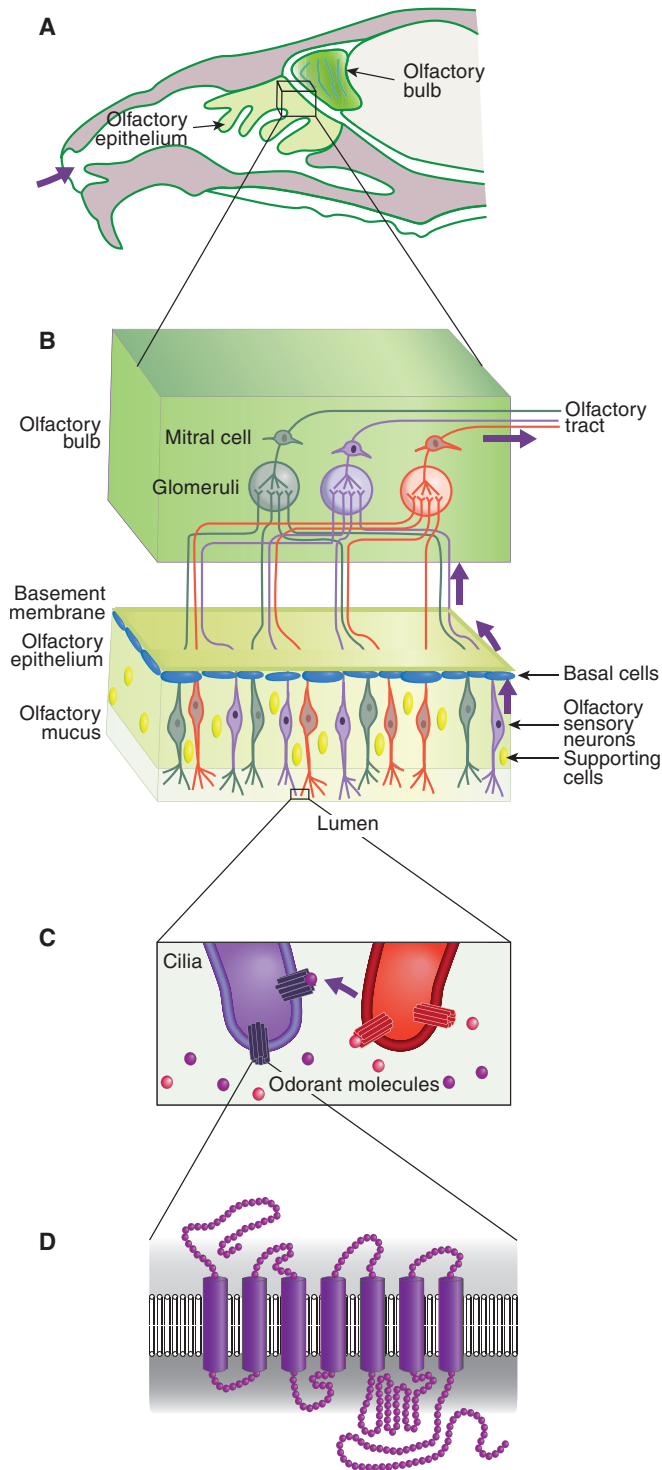 A
Olfactory
bulb
Olfactory
epithelium
B
Olfactory
bulb
Mitral cell
Glomeruli
Olfactory
tract
Basement
membrane
Olfactory
epithelium
Olfactory
mucus
Basal cells
Olfactory
sensory
neurons
Supporting
cells
Lumen
C
Cilia
Odorant molecules
D